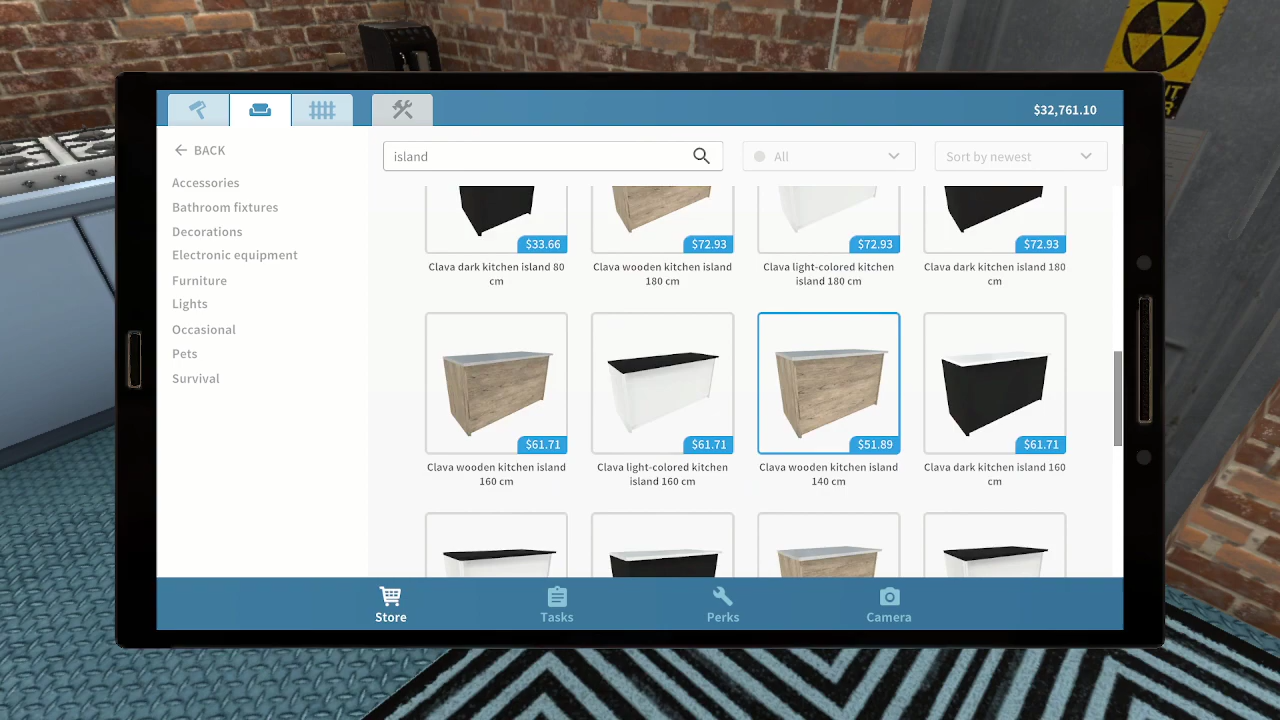 $32,761.10
BACK
island
All
Sort by newest
Accessories
Bathroom fixtures
Decorations
Electronic equipment
Furniture
Lights
Occasional
Pets
Survival
$33.66
$72.93
$72.93
$72.93
Clava dark kitchen island 80
cm
Clava wooden kitchen island
180 cm
Clava light-colored kitchen
island 180 cm
Clava dark kitchen island 180
cm
$61.71
$61.71
$51.89
$61.71
Clava wooden kitchen island
160 cm
Clava light-colored kitchen
island 160 cm
Clava wooden kitchen island
140 cm
Clava dark kitchen island 160
cm
Store
Tasks
Perks
Camera